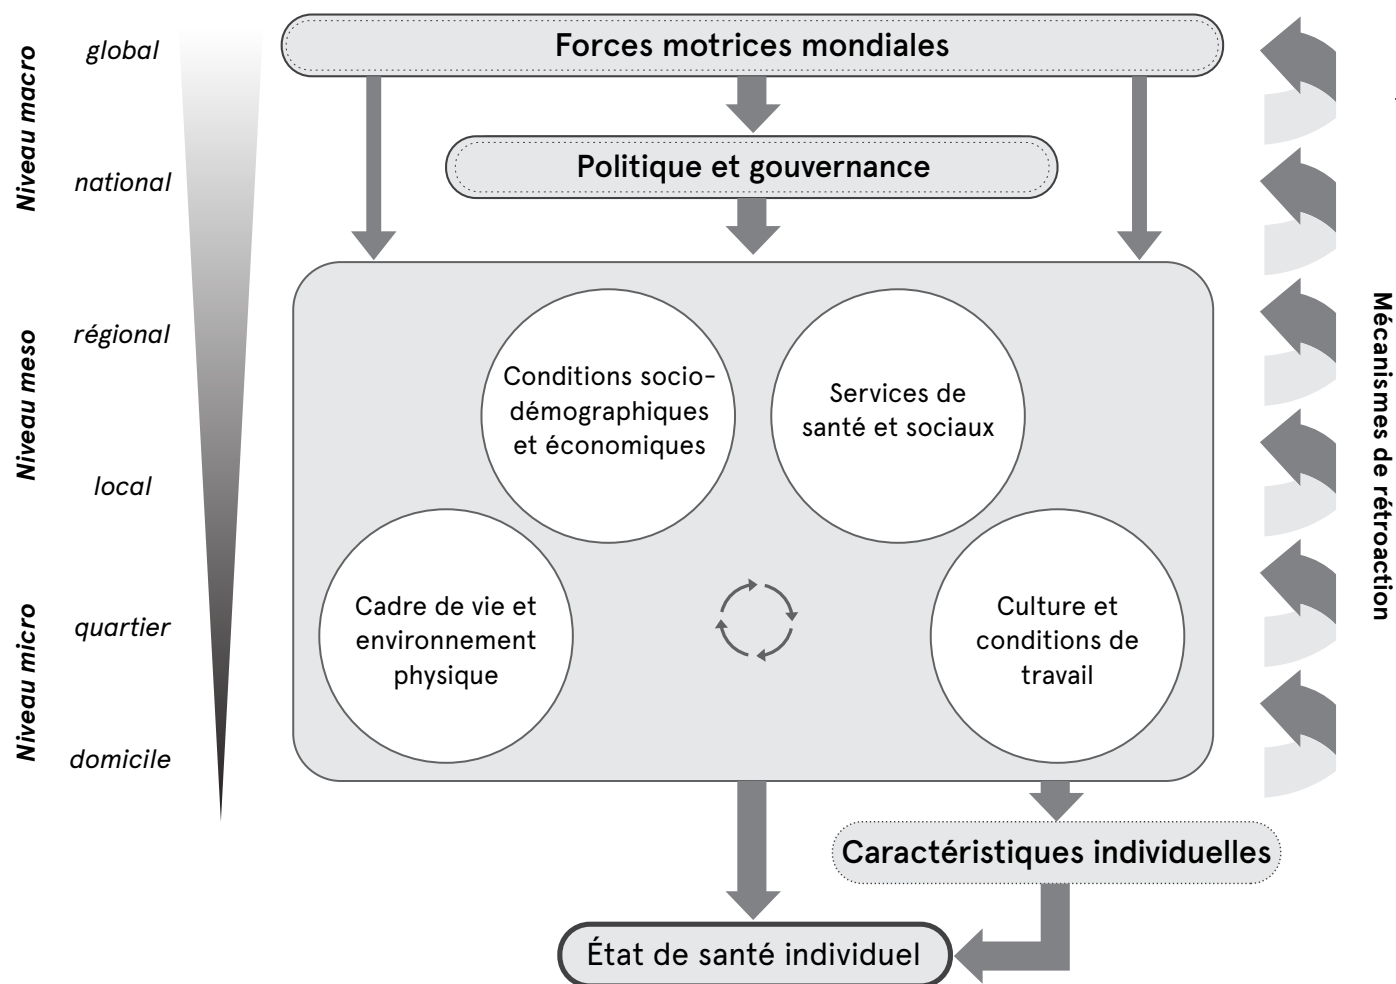 Niveau macro
global
national
Niveau meso
régional
local
Niveau micro
quartier
domicile
Forces motrices mondiales
Politique et gouvernance
Conditions socio-
démographiques
et économiques
Services de
santé et sociaux
Cadre de vie et
environnement
physique
Culture et
conditions de
travail
Caractéristiques individuelles
État de santé individuel
Mécanismes de rétroaction